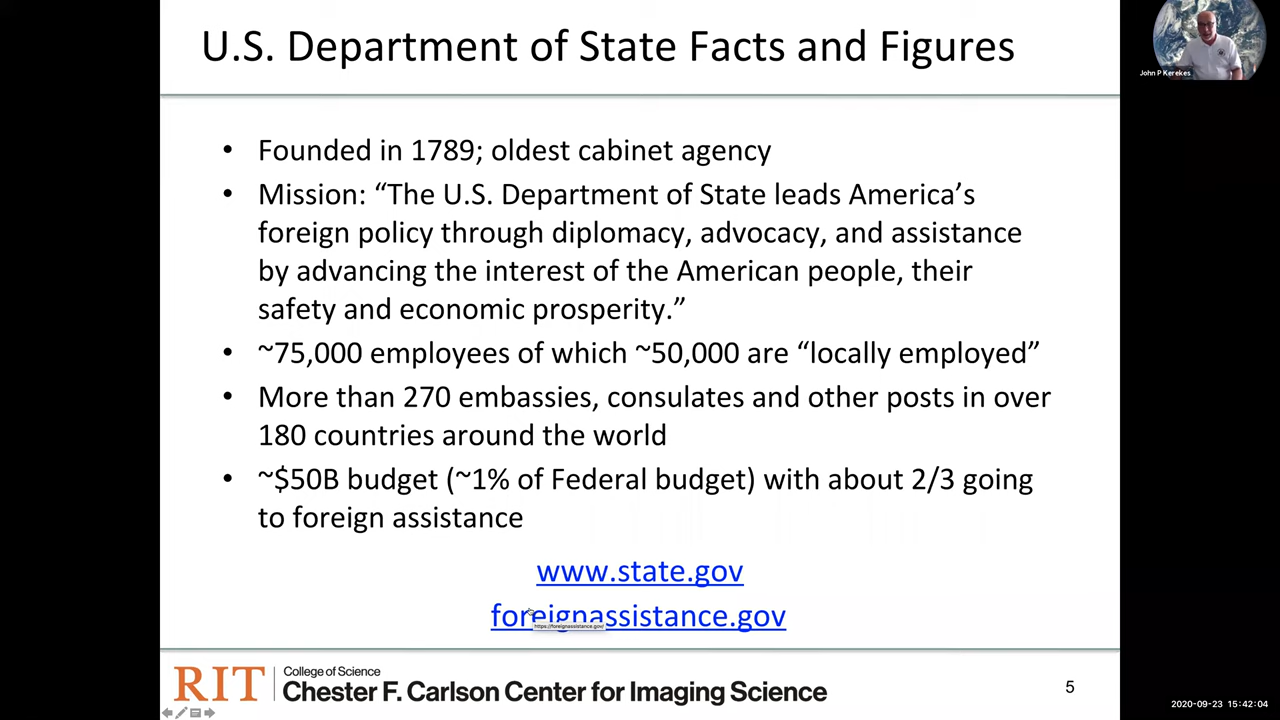 U.S. Department of State Facts and Figures
John P Kerekes
• Founded in 1789; oldest cabinet agency
• Mission: “The U.S. Department of State leads America’s
foreign policy through diplomacy, advocacy, and assistance
by advancing the interest of the American people, their
safety and economic prosperity.”
• ~75,000 employees of which ~50,000 are “locally employed”
• More than 270 embassies, consulates and other posts in over
180 countries around the world
• ~$50B budget (~1% of Federal budget) with about 2/3 going
to foreign assistance
www.state.gov
foreignassistance.gov
https://foreignassistance.gov/
RIT
College of Science
Chester F. Carlson Center for Imaging Science
5
2020-09-23 15:42:04